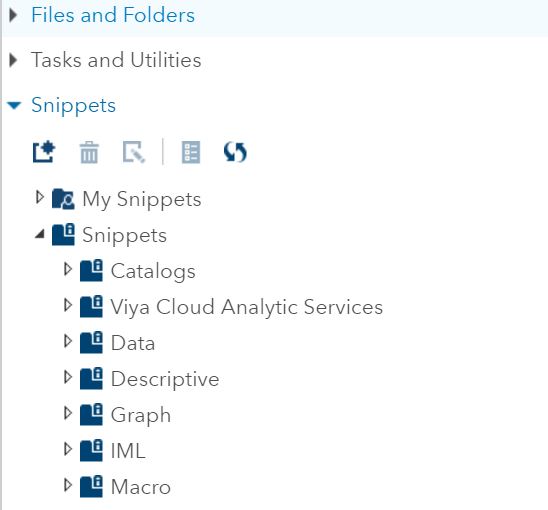 Files and Folders
Tasks and Utilities
Snippets
My Snippets
Snippets
Catalogs
Viya Cloud Analytic Services
Data
Descriptive
Graph
IML
Macro